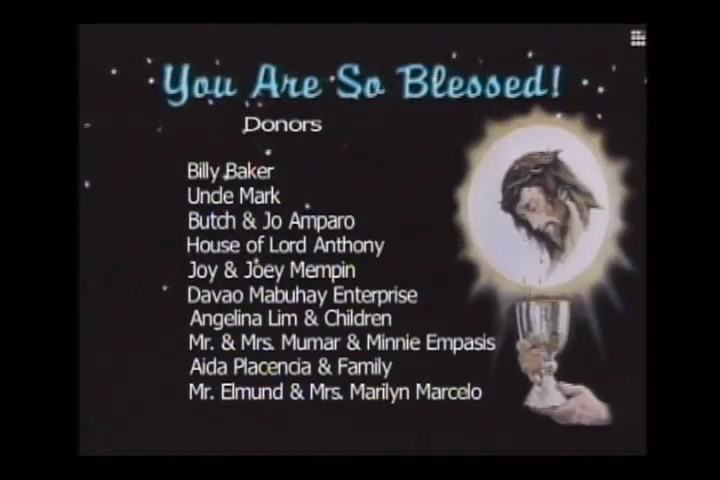 You Are So Blessed!
Donors
Billy Baker
Uncle Mark
Butch & Jo Amparo
House of Lord Anthony
Joy & Joey Mempin
Davao Mabuhay Enterprise
Angelina Lim & Children
Mr. & Mrs. Mumar & Minnie Empasis
Aida Placencia & Family
Mr. Elmund & Mrs. Marilyn Marcelo